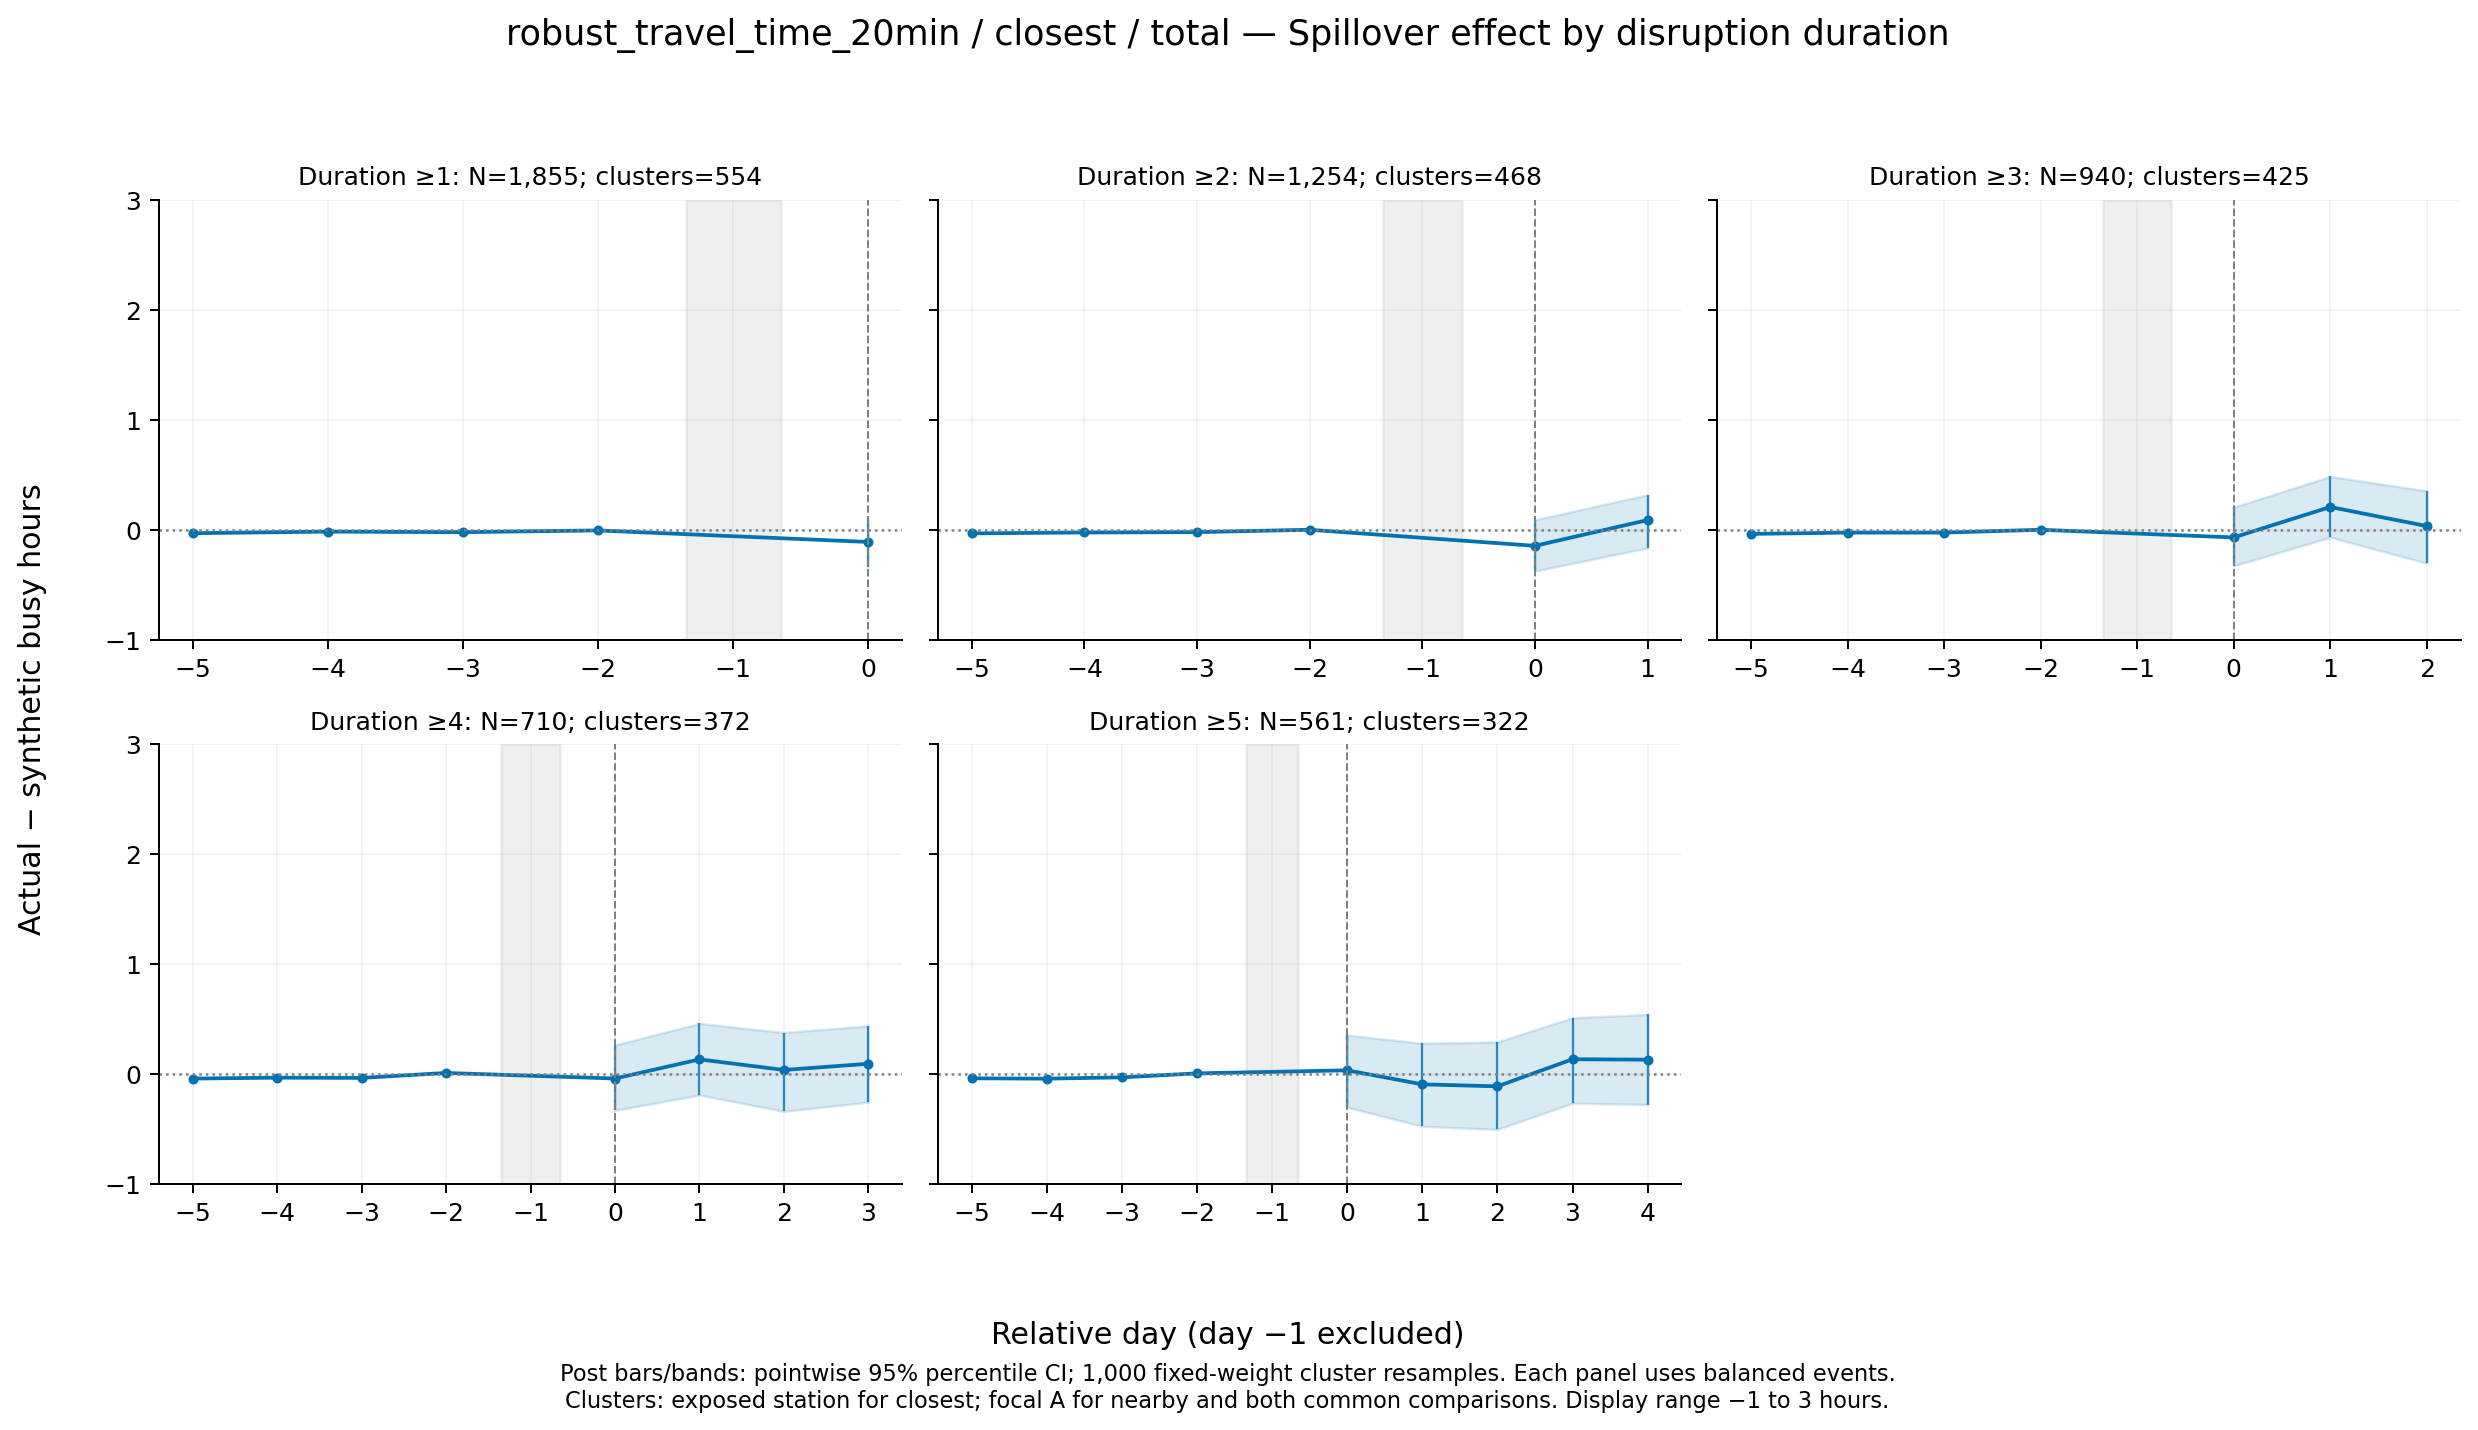 robust_travel_time_20min / closest / total — Spillover effect by disruption duration
Actual − synthetic busy hours
Duration ≥1: N=1,855; clusters=554
3
2
1
0
−1
−5 −4 −3 −2 −1 0
Duration ≥2: N=1,254; clusters=468
−5 −4 −3 −2 −1 0 1
Duration ≥3: N=940; clusters=425
−5 −4 −3 −2 −1 0 1 2
Duration ≥4: N=710; clusters=372
3
2
1
0
−1
−5 −4 −3 −2 −1 0 1 2 3
Duration ≥5: N=561; clusters=322
−5 −4 −3 −2 −1 0 1 2 3 4
Relative day (day −1 excluded)
Post bars/bands: pointwise 95% percentile CI; 1,000 fixed-weight cluster resamples. Each panel uses balanced events.
Clusters: exposed station for closest; focal A for nearby and both common comparisons. Display range −1 to 3 hours.